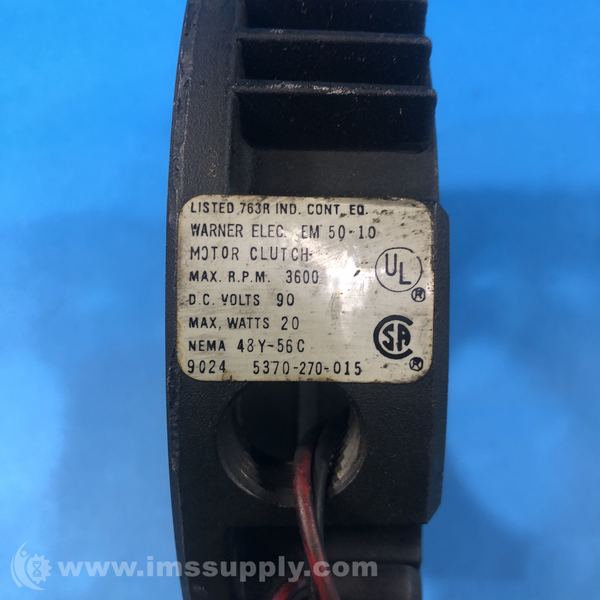 LISTED 763R IND. CONT. EQ.
WARNER ELEC. EM 50-10
MOTOR CLUTCH
MAX. R.P.M. 3600
D.C. VOLTS 90
MAX. WATTS 20
NEMA 48Y-56C
9024 5370-270-015
UL ®
SA ®
© www.imssupply.com